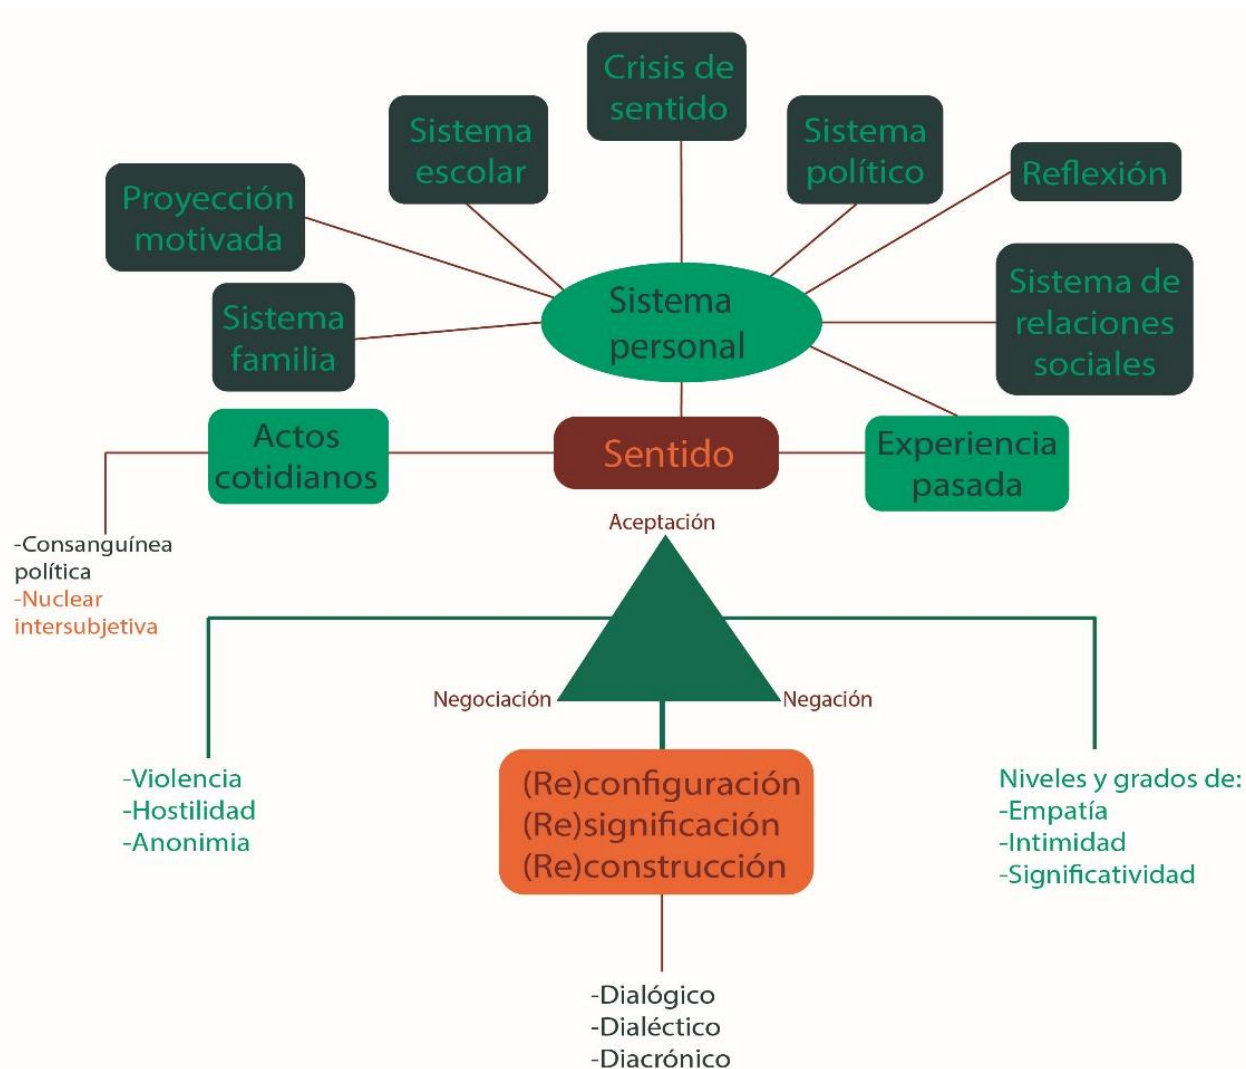 Crisis de
sentido
Sistema
escolar
Sistema
político
Reflexión
Proyección
motivada
Sistema de
relaciones
sociales
Sistema
familia
Sistema
personal
Actos
cotidianos
Sentido
Experiencia
pasada
Aceptación
-Consanguínea
política
-Nuclear
intersubjetiva
Negociación
Negación
-Violencia
-Hostilidad
-Anonimia
(Re)configuración
(Re)significación
(Re)construcción
Niveles y grados de:
-Empatía
-Intimidad
-Significatividad
-Dialógico
-Dialéctico
-Diacrónico